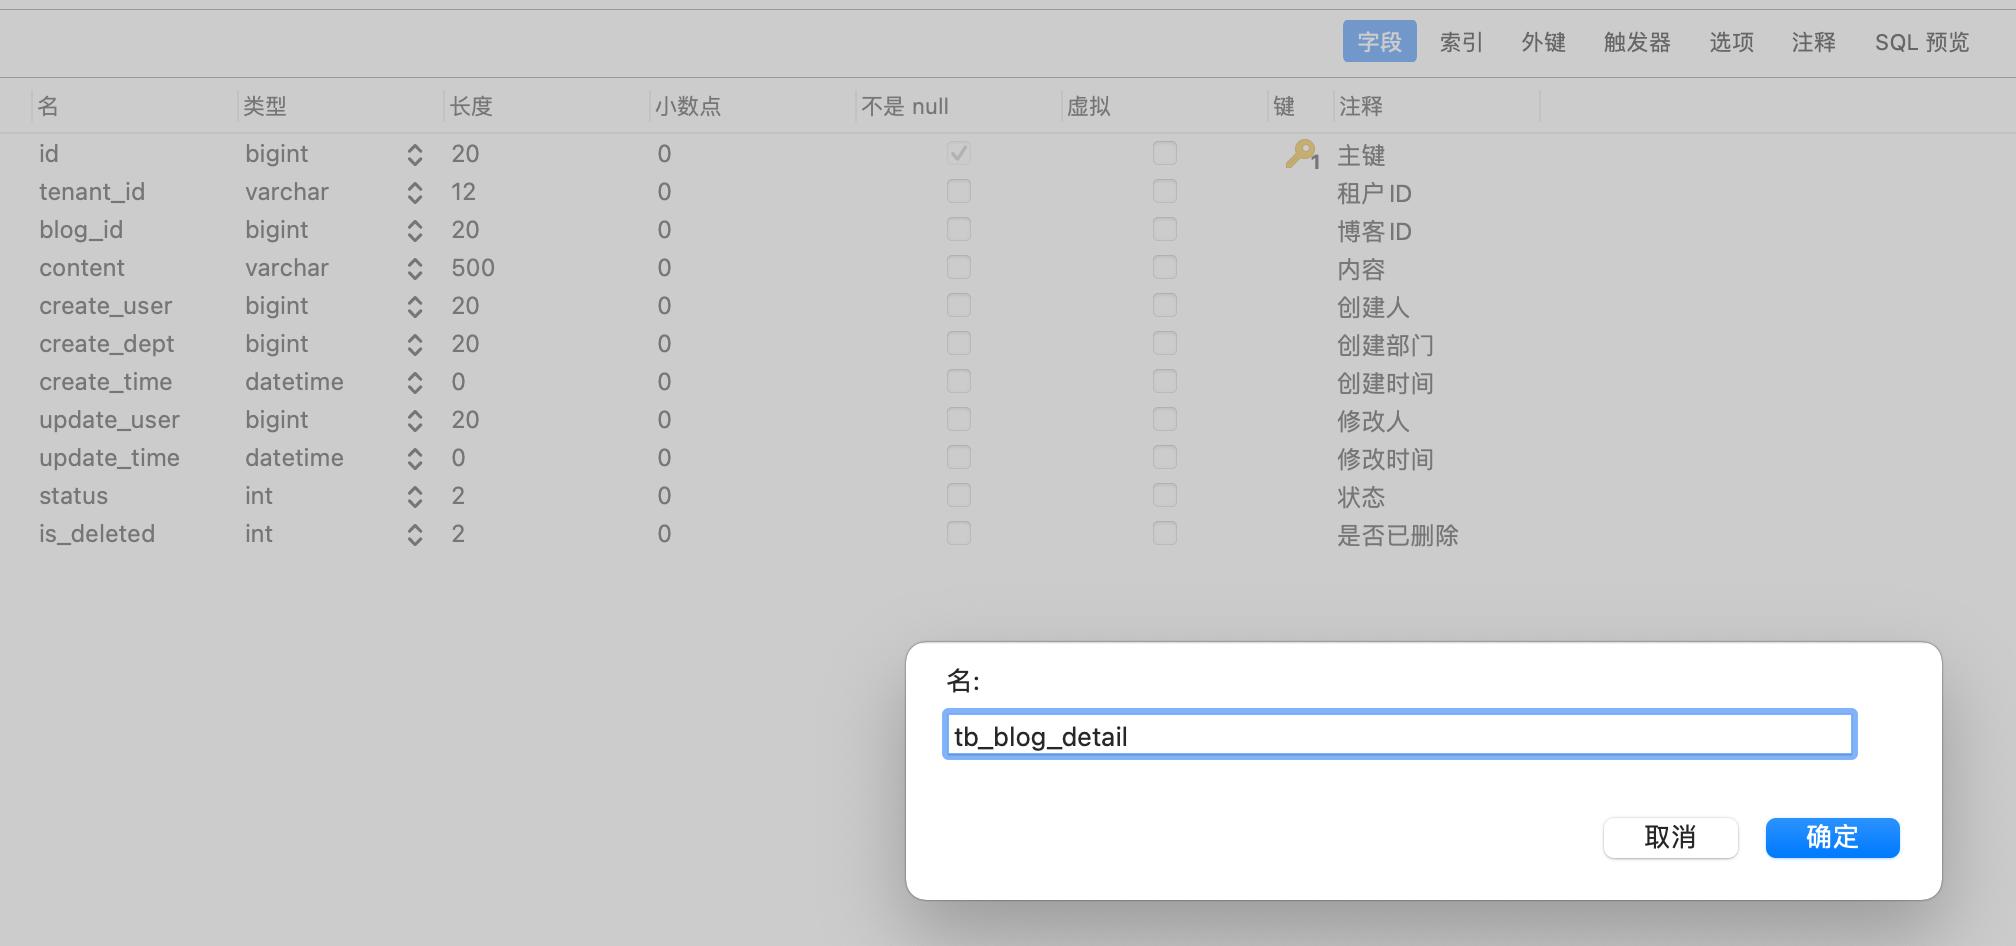 字段 索引 外键 触发器 选项 注释 SQL 预览
名 类型 长度 小数点 不是 null 虚拟 键 注释
id bigint 20 0 1 主键
tenant_id varchar 12 0 租户 ID
blog_id bigint 20 0 博客 ID
content varchar 500 0 内容
create_user bigint 20 0 创建人
create_dept bigint 20 0 创建部门
create_time datetime 0 0 创建时间
update_user bigint 20 0 修改人
update_time datetime 0 0 修改时间
status int 2 0 状态
is_deleted int 2 0 是否已删除
名:
tb_blog_detail
取消 确定